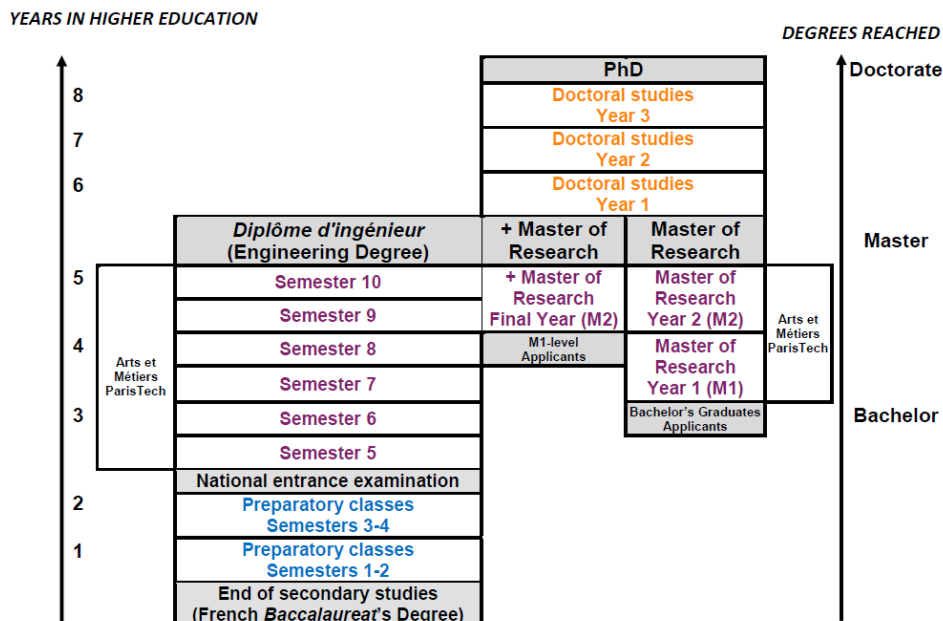 YEARS IN HIGHER EDUCATION
DEGREES REACHED
PhD
Doctorate
8
Doctoral studies
Year 3
7
Doctoral studies
Year 2
6
Doctoral studies
Year 1
Diplôme d'ingénieur
(Engineering Degree)
+ Master of
Research
Master of
Research
Master
5
Semester 10
Semester 9
+ Master of
Research
Final Year (M2)
Master of
Research
Year 2 (M2)
Arts et
Métiers
ParisTech
4
Semester 8
M1-level
Applicants
Master of
Research
Year 1 (M1)
Arts et
Métiers
ParisTech
Semester 7
3
Semester 6
Bachelor's Graduates
Applicants
Bachelor
Semester 5
National entrance examination
2
Preparatory classes
Semesters 3-4
1
Preparatory classes
Semesters 1-2
End of secondary studies
(French Baccalaureat's Degree)